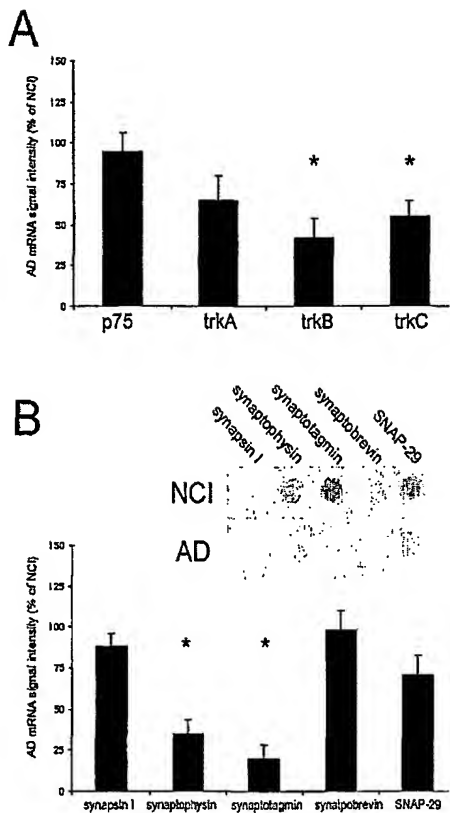 A
AD mRNA signal intensity (% of NCI)
150
125
100
75
50
25
0
* *
p75 trkA trkB trkC
B
synapsin I
synaptophysin
synaptotagmin
synaptobrevin
SNAP-29
NCI
AD
AD mRNA signal intensity (% of NCI)
150
125
100
75
50
25
0
* *
synapsin I synaptophysin synaptotagmin synatpobrevin SNAP-29